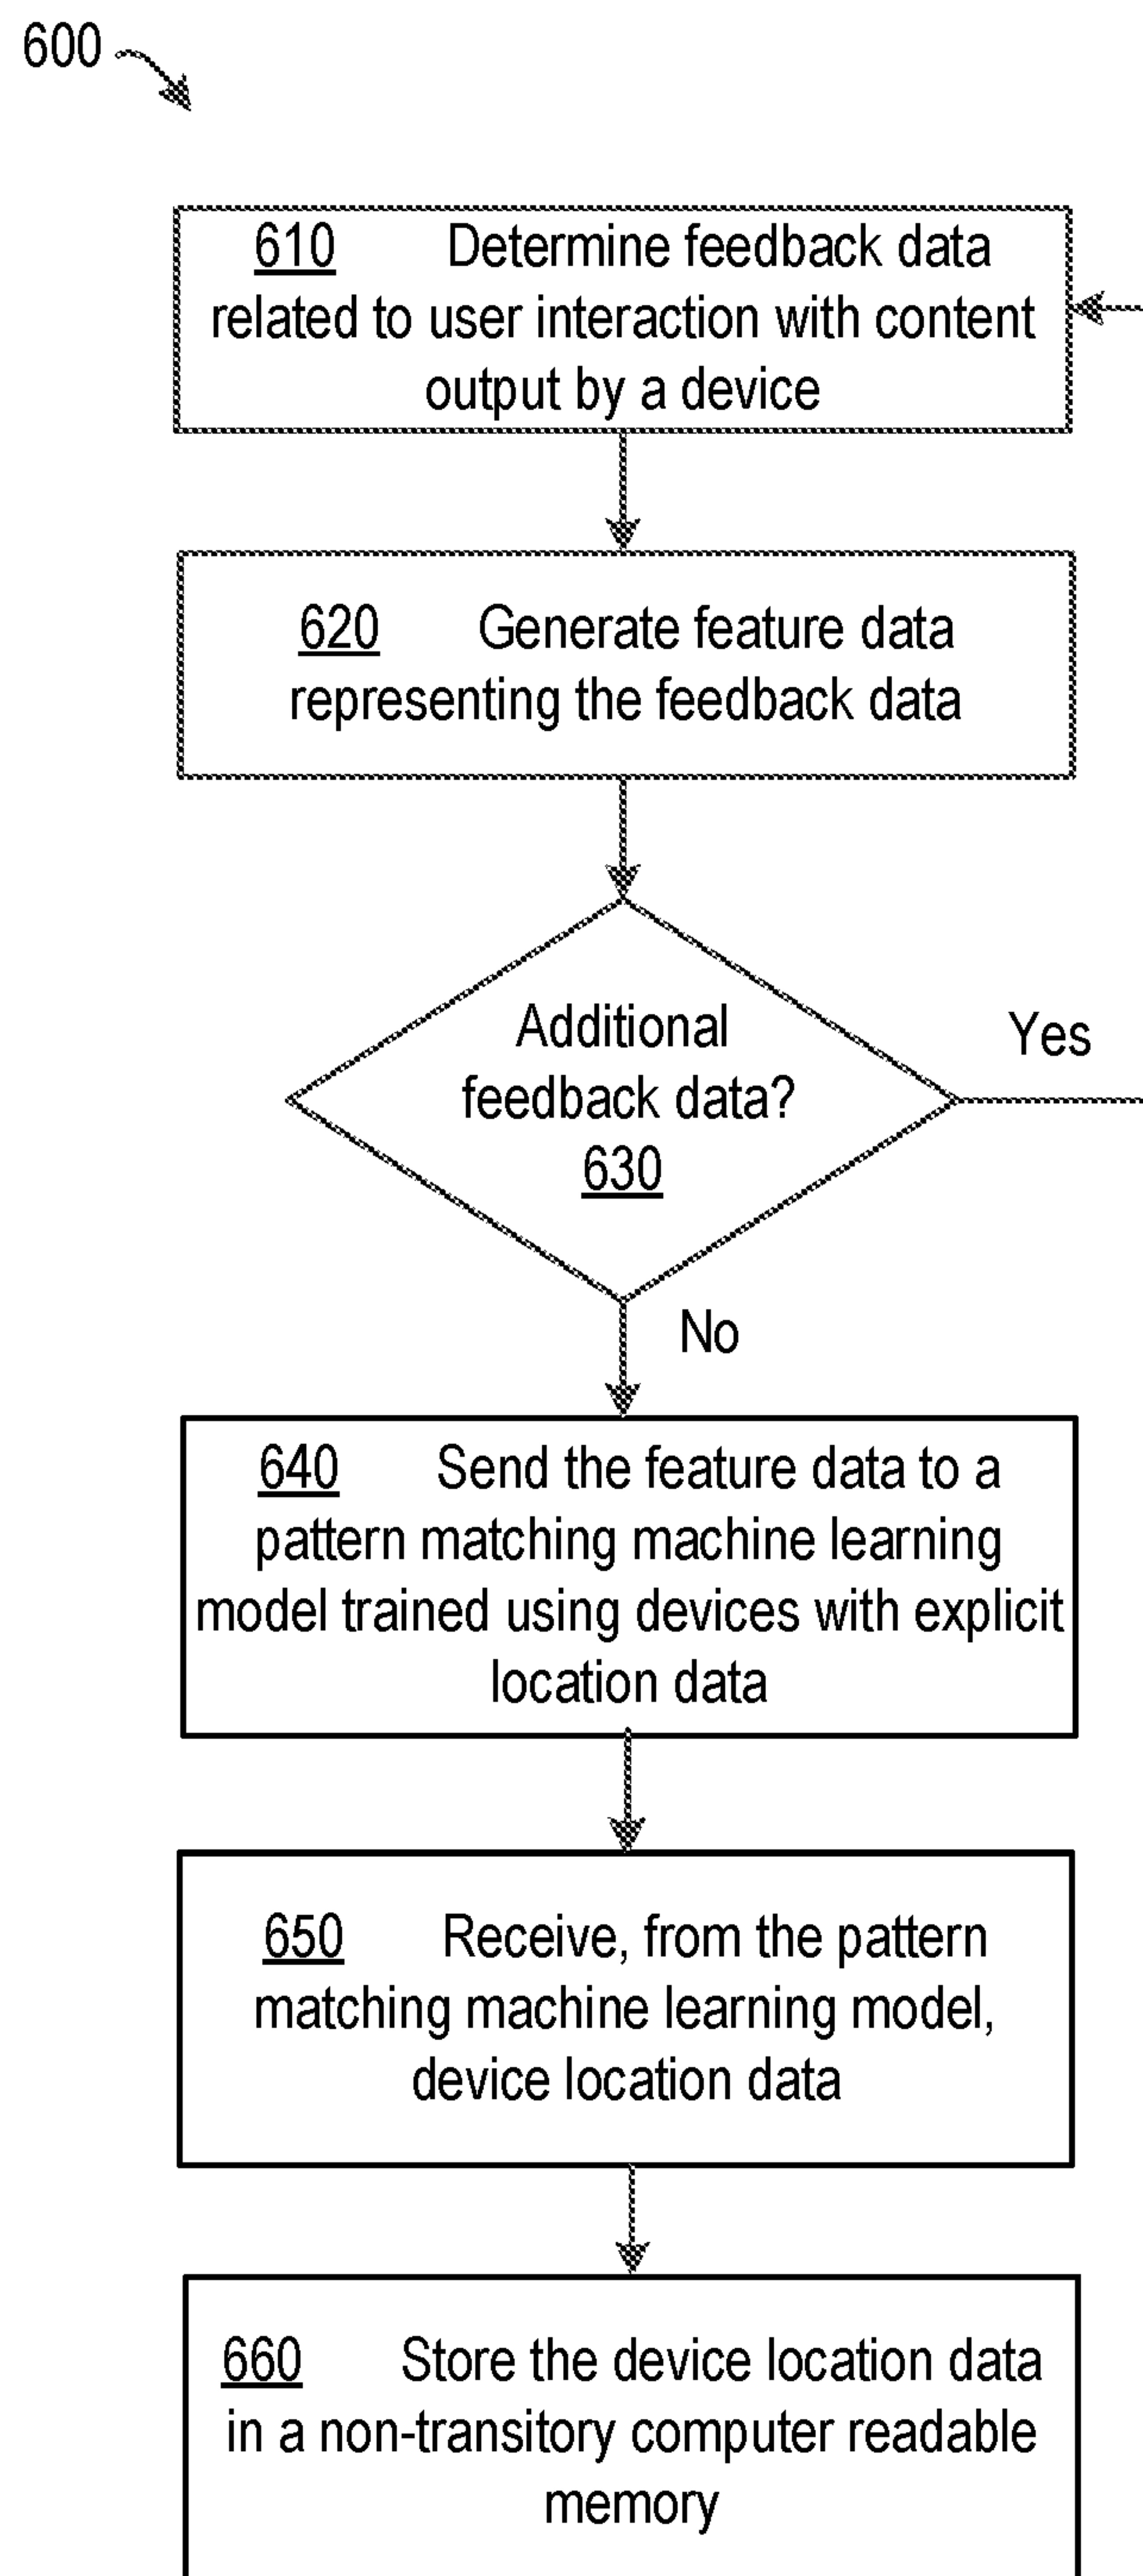 600
610 Determine feedback data
related to user interaction with content
output by a device
620 Generate feature data
representing the feedback data
Additional
feedback data?
630
Yes
No
640 Send the feature data to a
pattern matching machine learning
model trained using devices with explicit
location data
650 Receive, from the pattern
matching machine learning model,
device location data
660 Store the device location data
in a non-transitory computer readable
memory